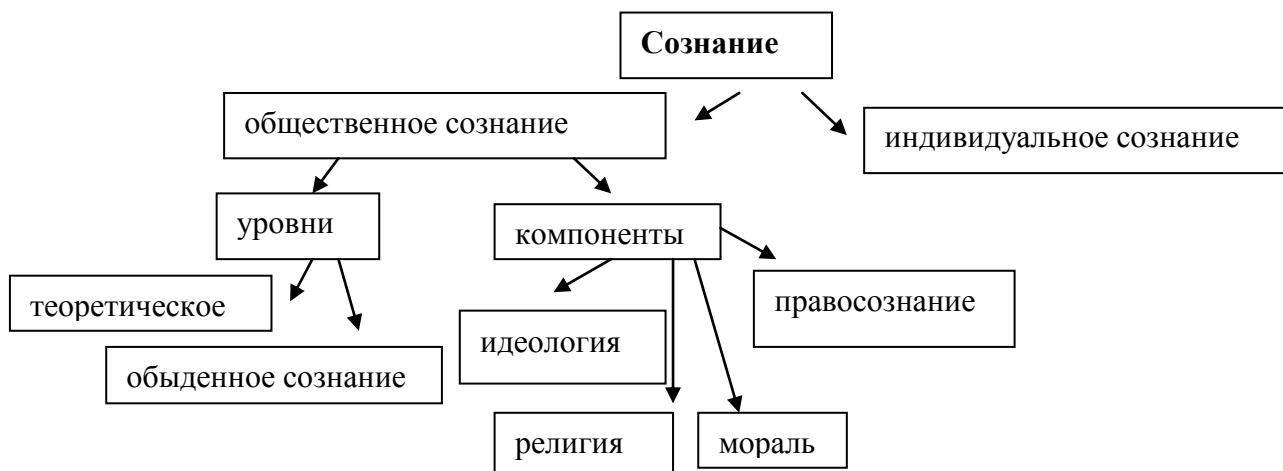 Сознание
общественное сознание
индивидуальное сознание
уровни
компоненты
теоретическое
правосознание
идеология
обыденное сознание
религия
мораль